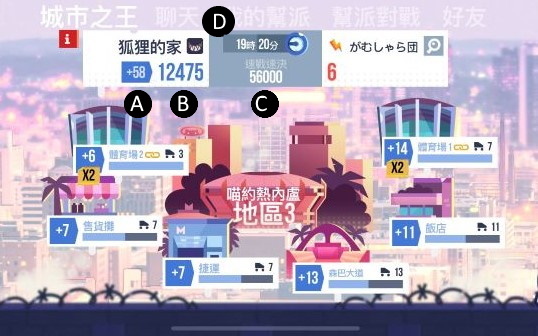 城市之王 聊天 我的幫派 幫派對戰 好友
D
i
狐狸的家
19時 20分
がむしゃら団
+58 12475
速戰速決
56000
6
A B C
+6 體育場2 3
X2
+14 體育場1 7
X2
喵約熱內盧
地區3
+7 售貨攤 7
+11 飯店 11
M
+7 捷運 7
+13 森巴大道 13